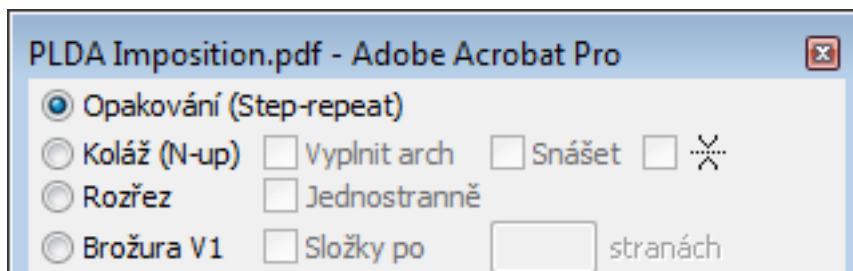 PLDA Imposition.pdf - Adobe Acrobat Pro
Opakování (Step-repeat)
Koláž (N-up) Vyplnit arch Snášet
Rozřez Jednostranně
Brožura V1 Složky po stranách